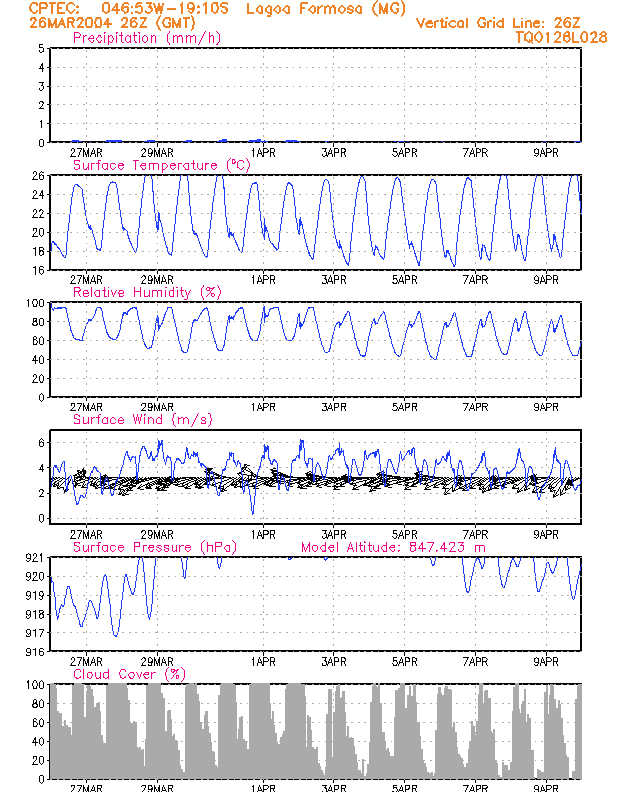 CPTEC: 046:53W-19:10S Lagoa Formosa (MG)
26MAR2004 26Z (GMT) Vertical Grid Line: 26Z
Precipitation (mm/h) TQ0126L028
5
4
3
2
1
0
27MAR 29MAR 1APR 3APR 5APR 7APR 9APR
Surface Temperature (°C)
26
24
22
20
18
16
27MAR 29MAR 1APR 3APR 5APR 7APR 9APR
Relative Humidity (%)
100
80
60
40
20
0
27MAR 29MAR 1APR 3APR 5APR 7APR 9APR
Surface Wind (m/s)
6
4
2
0
27MAR 29MAR 1APR 3APR 5APR 7APR 9APR
Surface Pressure (hPa) Model Altitude: 847.423 m
921
920
919
918
917
916
27MAR 29MAR 1APR 3APR 5APR 7APR 9APR
Cloud Cover (%)
100
80
60
40
20
0
27MAR 29MAR 1APR 3APR 5APR 7APR 9APR